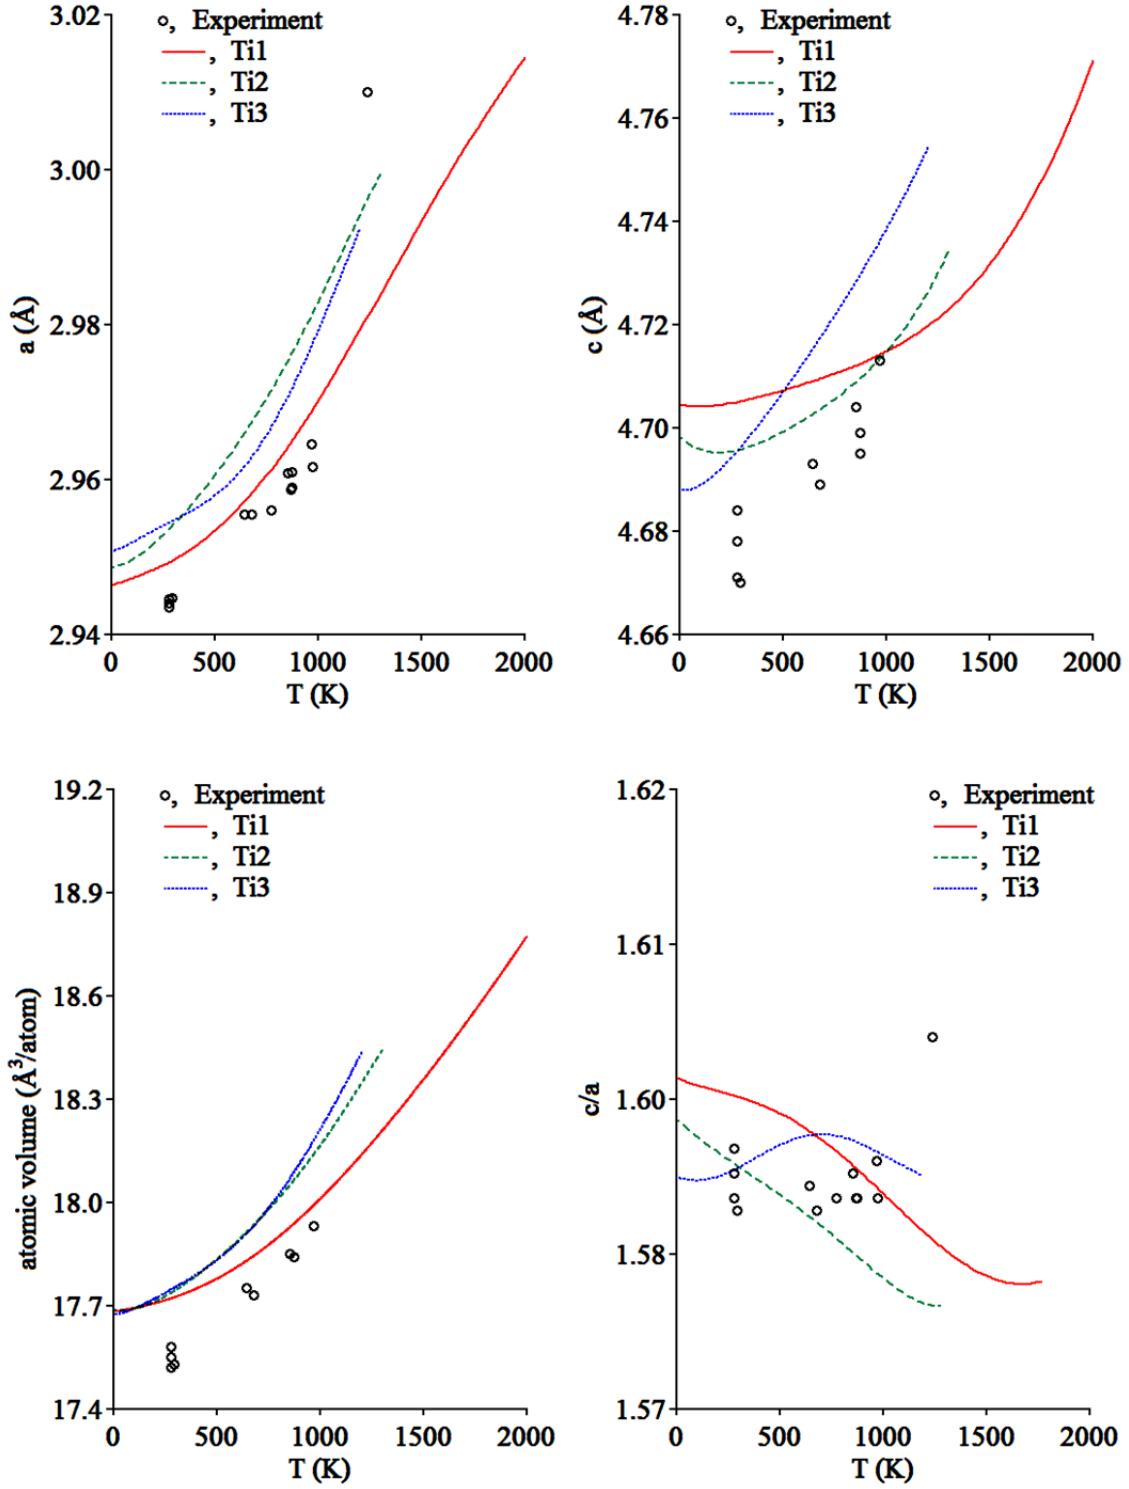 3.02
3.00
2.98
2.96
2.94
a (Å)
0 500 1000 1500 2000
T (K)
, Experiment
, Ti1
, Ti2
, Ti3
4.78
4.76
4.74
4.72
4.70
4.68
4.66
c (Å)
0 500 1000 1500 2000
T (K)
, Experiment
, Ti1
, Ti2
, Ti3
19.2
18.9
18.6
18.3
18.0
17.7
17.4
atomic volume (Å³/atom)
0 500 1000 1500 2000
T (K)
, Experiment
, Ti1
, Ti2
, Ti3
1.62
1.61
1.60
1.58
1.57
c/a
0 500 1000 1500 2000
T (K)
, Experiment
, Ti1
, Ti2
, Ti3